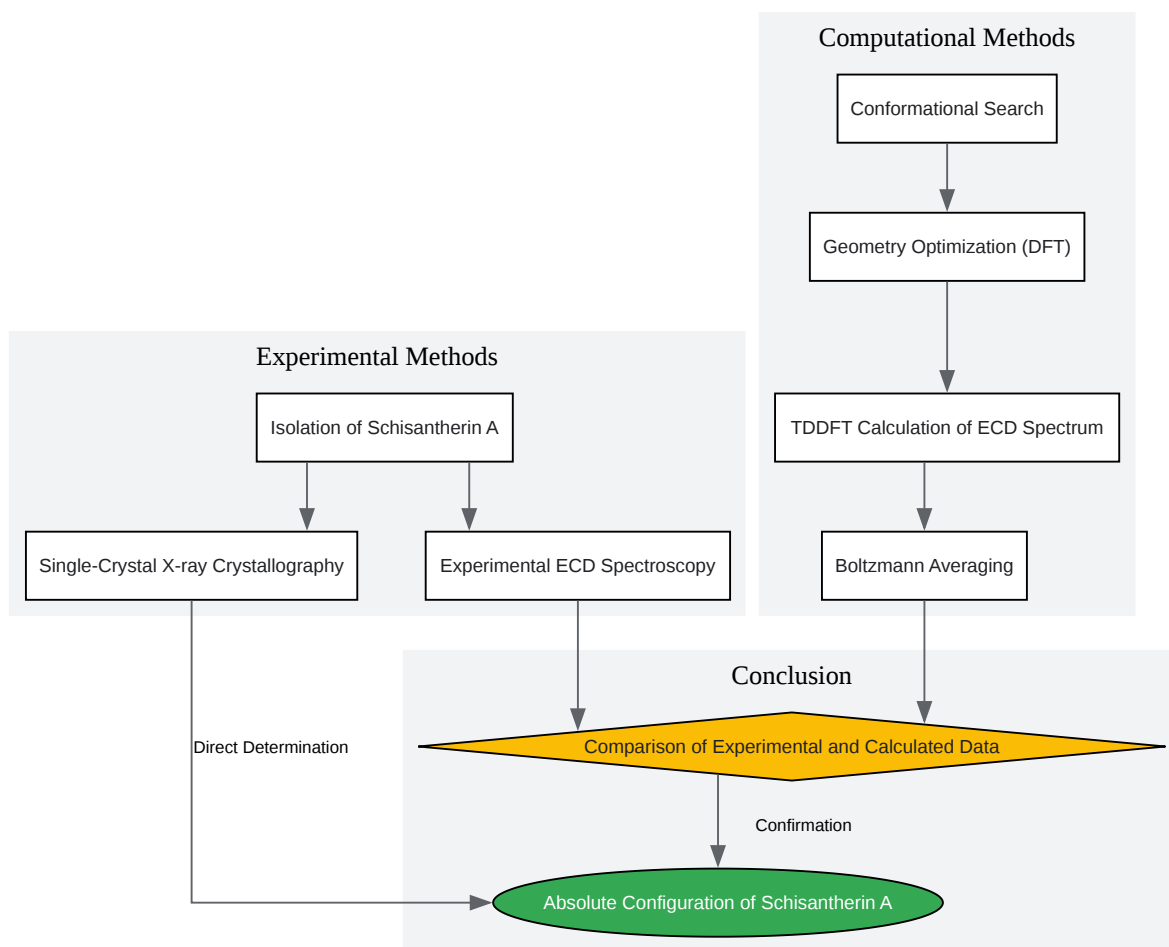 Computational Methods
Conformational Search
Geometry Optimization (DFT)
Experimental Methods
Isolation of Schisantherin A
TDDFT Calculation of ECD Spectrum
Single-Crystal X-ray Crystallography
Experimental ECD Spectroscopy
Boltzmann Averaging
Conclusion
Comparison of Experimental and Calculated Data
Direct Determination
Confirmation
Absolute Configuration of Schisantherin A